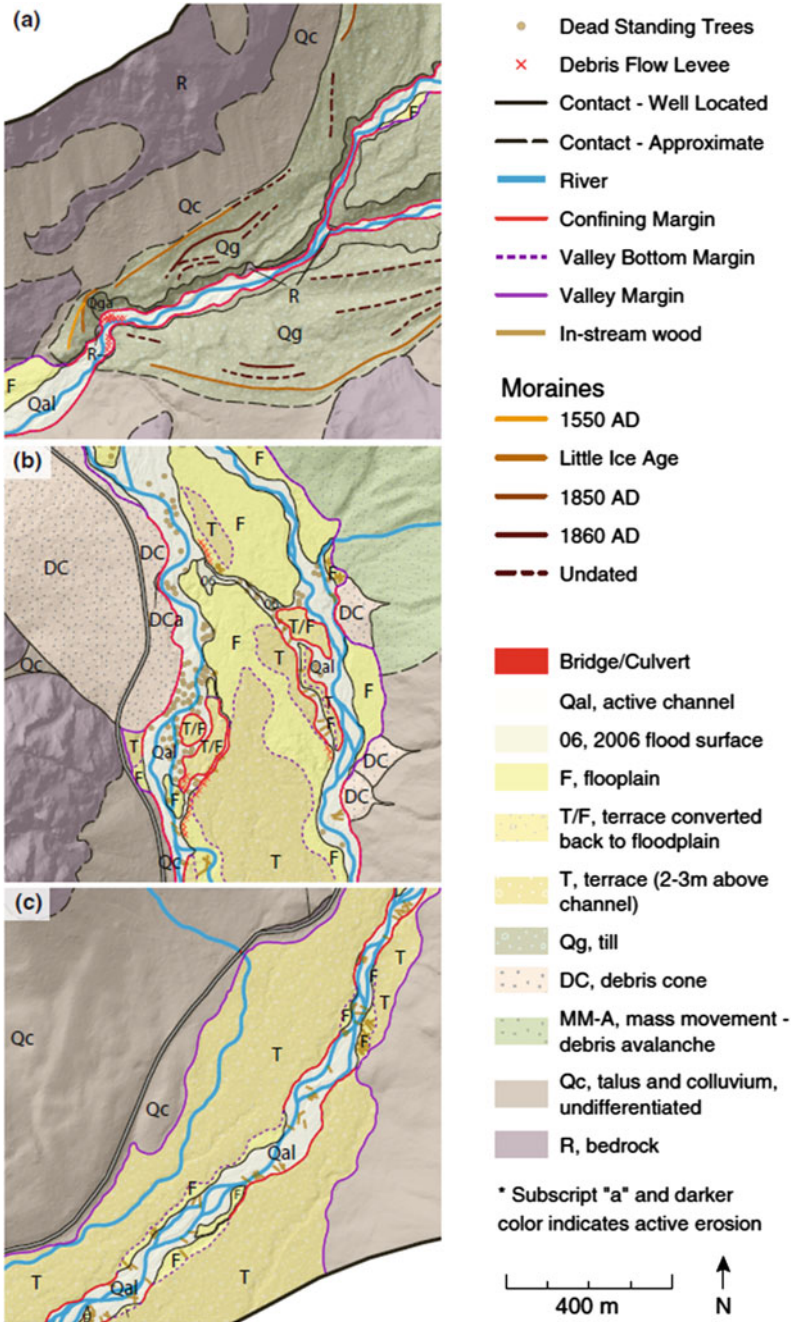 (a)
Qc
R
F
Qc
Qg
R
Qga
Qg
R
F
Qal
(b)
F
T
F
DC
DC
06
F
DCa
06
DC
T/F
F
T
Qal
Qc
F
T
T/F
T/F
F
T
Qal
DC
F
F
DC
T
F
Qc
(c)
F
T
T
Qc
F
T
F
Qc
Qal
F
F
F
T
T
Qal
Dead Standing Trees
Debris Flow Levee
Contact - Well Located
Contact - Approximate
River
Confining Margin
Valley Bottom Margin
Valley Margin
In-stream wood
Moraines
1550 AD
Little Ice Age
1850 AD
1860 AD
Undated
Bridge/Culvert
Qal, active channel
06, 2006 flood surface
F, flooplain
T/F, terrace converted
back to floodplain
T, terrace (2-3m above
channel)
Qg, till
DC, debris cone
MM-A, mass movement -
debris avalanche
Qc, talus and colluvium,
undifferentiated
R, bedrock
* Subscript "a" and darker
color indicates active erosion
400 m
N